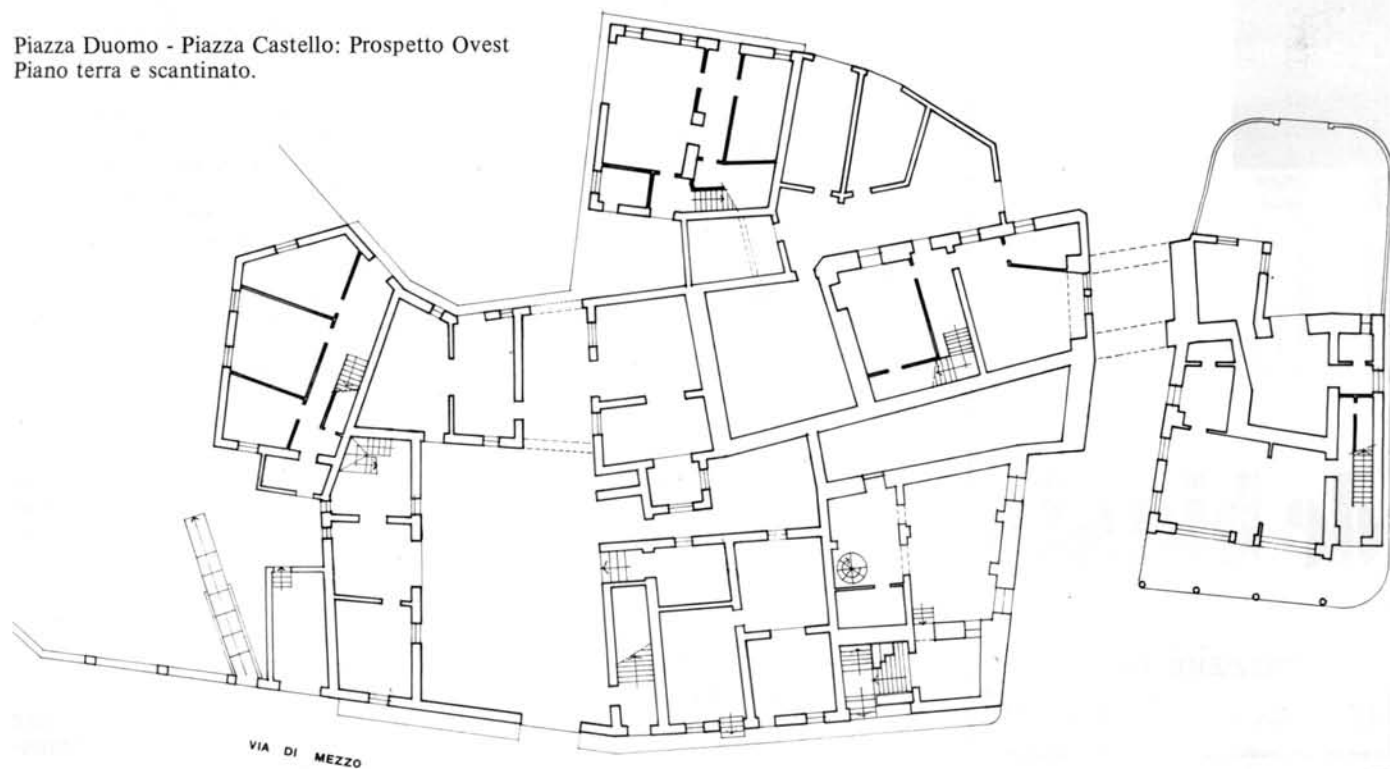 Piazza Duomo - Piazza Castello: Prospetto Ovest
Piano terra e scantinato.
VIA DI MEZZO